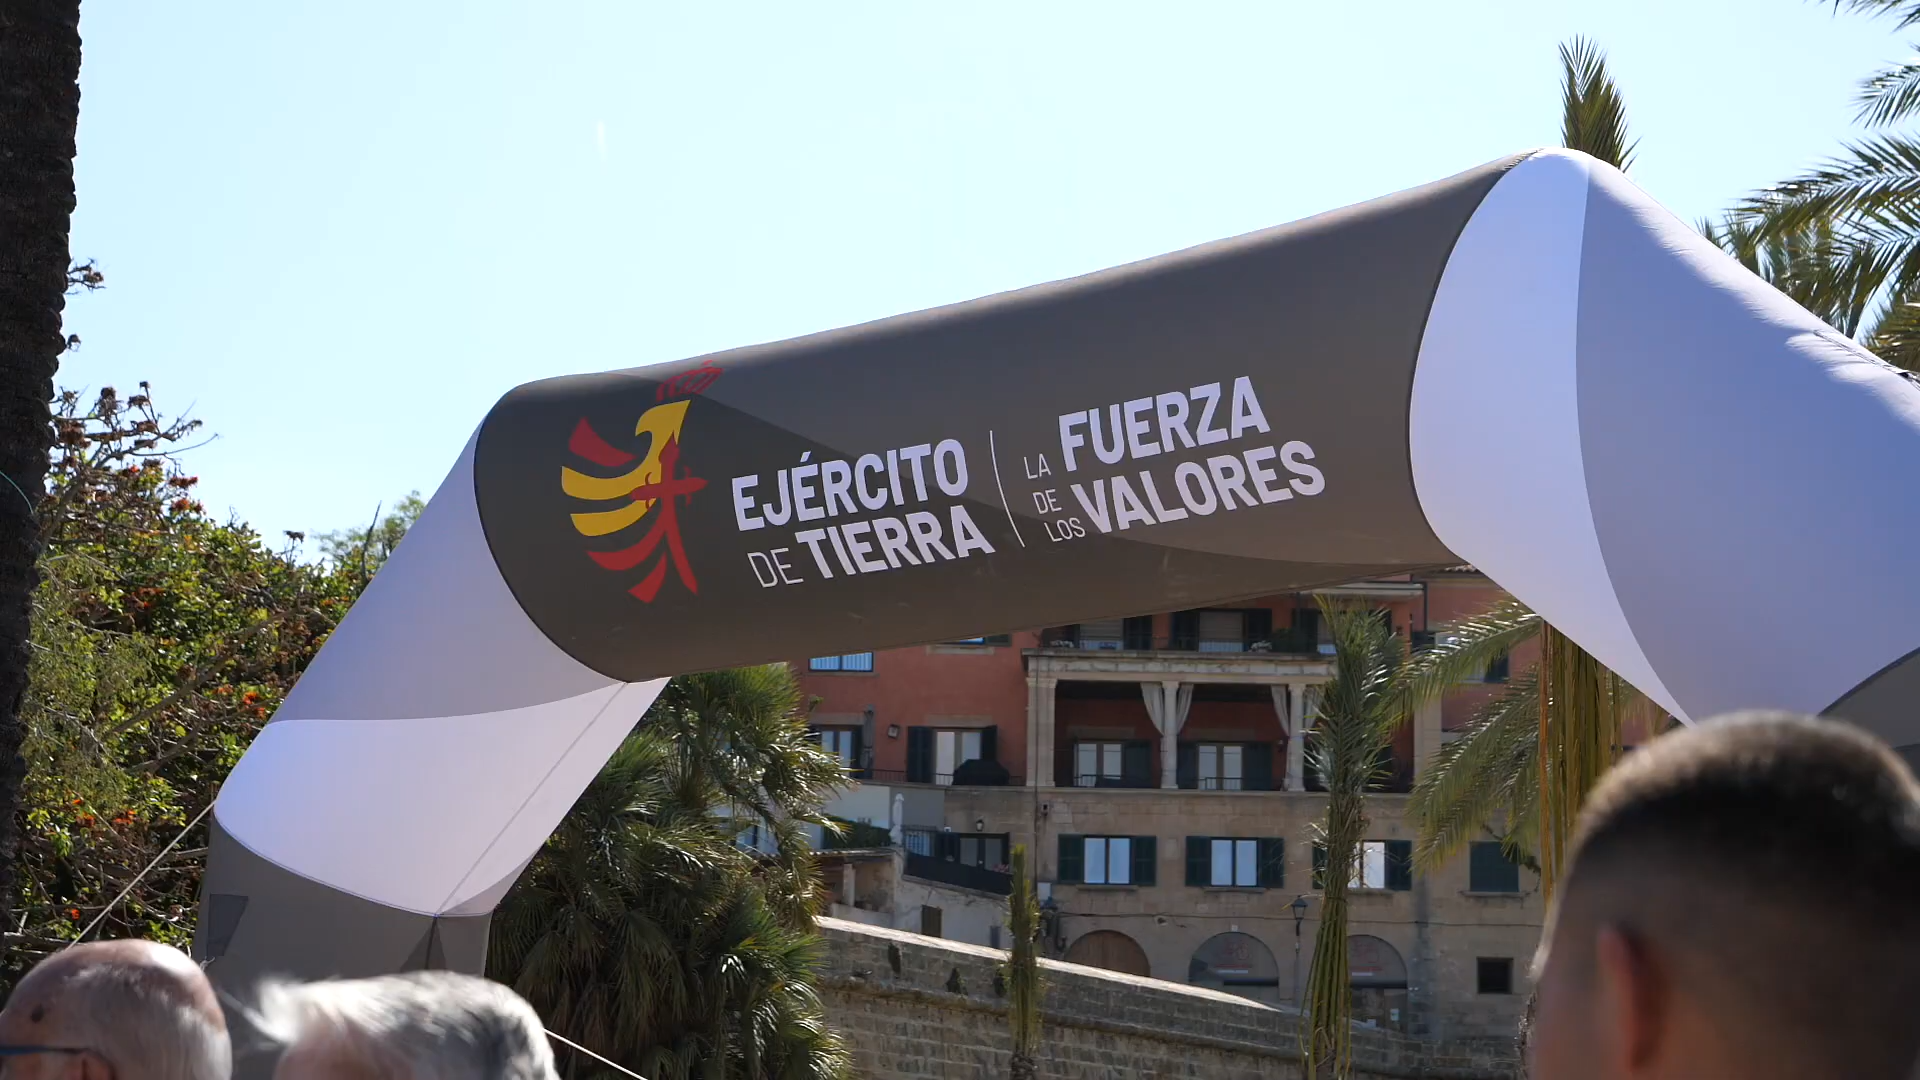 EJÉRCITO
DE TIERRA
LA FUERZA
DE VALORES
LOS